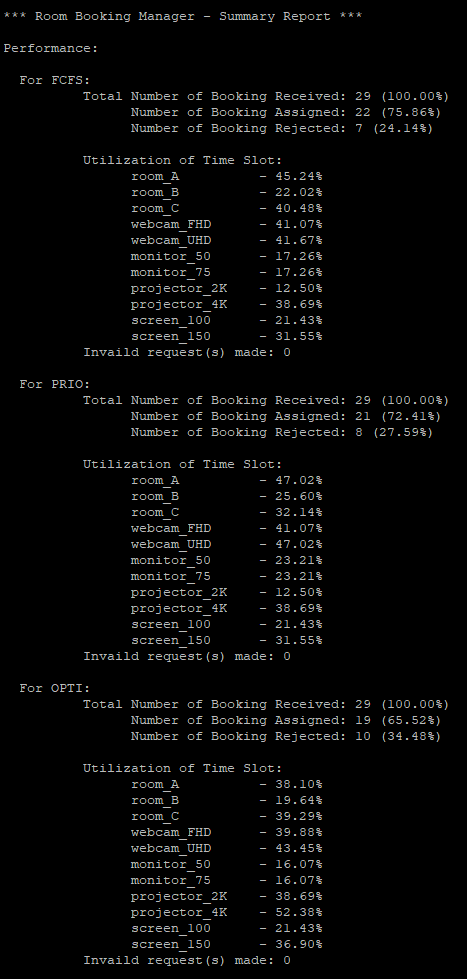 *** Room Booking Manager - Summary Report ***
Performance:
For FCFS:
Total Number of Booking Received: 29 (100.00%)
Number of Booking Assigned: 22 (75.86%)
Number of Booking Rejected: 7 (24.14%)
Utilization of Time Slot:
room_A - 45.24%
room_B - 22.02%
room_C - 40.48%
webcam_FHD - 41.07%
webcam_UHD - 41.67%
monitor_50 - 17.26%
monitor_75 - 17.26%
projector_2K - 12.50%
projector_4K - 38.69%
screen_100 - 21.43%
screen_150 - 31.55%
Invaild request(s) made: 0
For PRIO:
Total Number of Booking Received: 29 (100.00%)
Number of Booking Assigned: 21 (72.41%)
Number of Booking Rejected: 8 (27.59%)
Utilization of Time Slot:
room_A - 47.02%
room_B - 25.60%
room_C - 32.14%
webcam_FHD - 41.07%
webcam_UHD - 47.02%
monitor_50 - 23.21%
monitor_75 - 23.21%
projector_2K - 12.50%
projector_4K - 38.69%
screen_100 - 21.43%
screen_150 - 31.55%
Invaild request(s) made: 0
For OPTI:
Total Number of Booking Received: 29 (100.00%)
Number of Booking Assigned: 19 (65.52%)
Number of Booking Rejected: 10 (34.48%)
Utilization of Time Slot:
room_A - 38.10%
room_B - 19.64%
room_C - 39.29%
webcam_FHD - 39.88%
webcam_UHD - 43.45%
monitor_50 - 16.07%
monitor_75 - 16.07%
projector_2K - 38.69%
projector_4K - 52.38%
screen_100 - 21.43%
screen_150 - 36.90%
Invaild request(s) made: 0